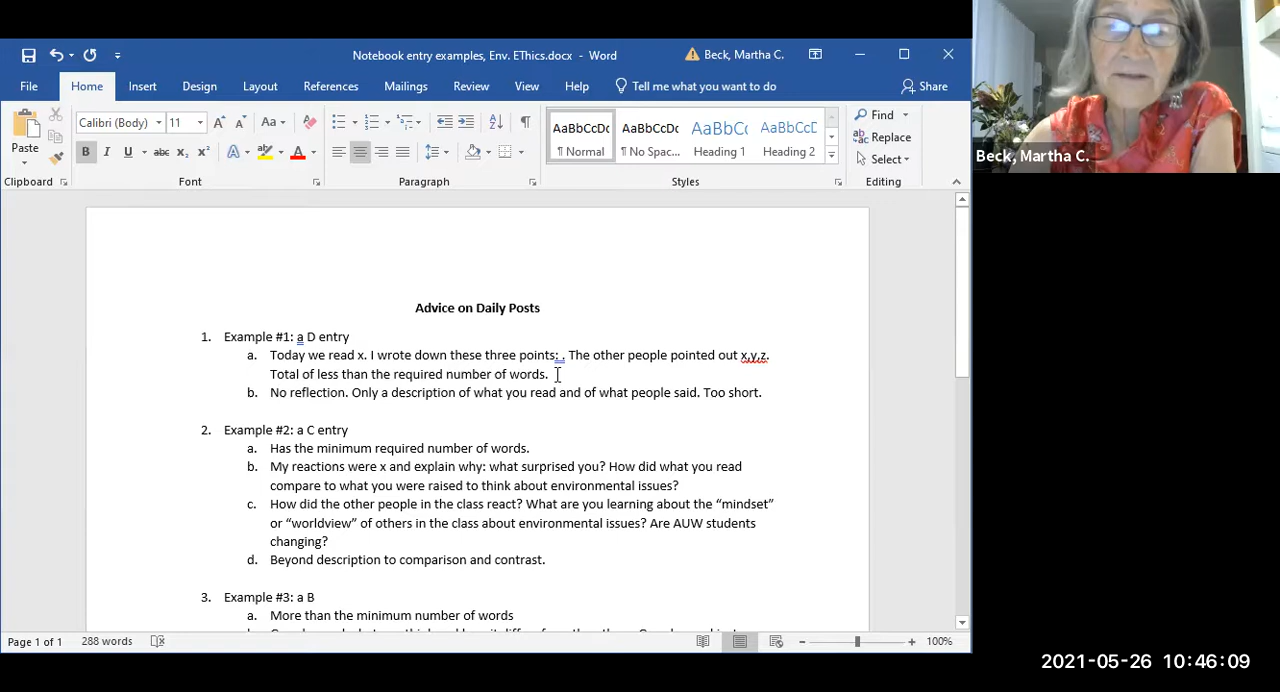 Notebook entry examples, Env. EThics.docx - Word
Beck, Martha C.
File Home Insert Design Layout References Mailings Review View Help Tell me what you want to do Share
Calibri (Body) 11 Aa
AaBbCcDc AaBbCcDc AaBbCc AaBbCcD
Find
Paste
B I U abc x₂ x² A A
¶ Normal ¶ No Spac... Heading 1 Heading 2
Replace
Select
Clipboard Font Paragraph Styles Editing
Beck, Martha C.
Advice on Daily Posts
1. Example #1: a D entry
a. Today we read x. I wrote down these three points: . The other people pointed out x,y,z.
Total of less than the required number of words.
b. No reflection. Only a description of what you read and of what people said. Too short.
2. Example #2: a C entry
a. Has the minimum required number of words.
b. My reactions were x and explain why: what surprised you? How did what you read
compare to what you were raised to think about environmental issues?
c. How did the other people in the class react? What are you learning about the “mindset”
or “worldview” of others in the class about environmental issues? Are AUW students
changing?
d. Beyond description to comparison and contrast.
3. Example #3: a B
a. More than the minimum number of words
Page 1 of 1 288 words 100%
2021-05-26 10:46:09